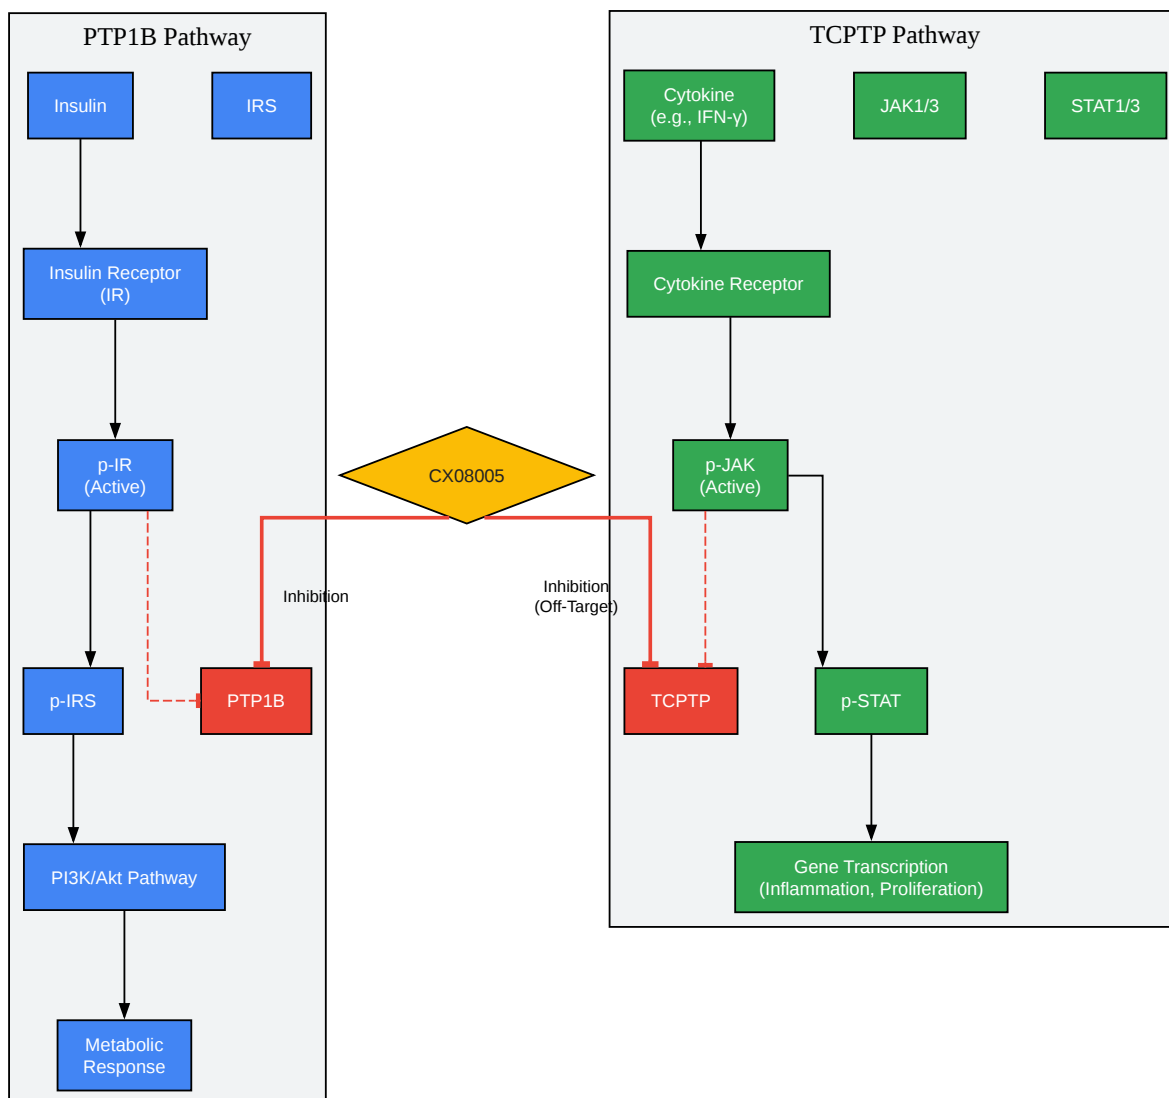 PTP1B Pathway
Insulin
IRS
Insulin Receptor
(IR)
p-IR
(Active)
p-IRS
PTP1B
PI3K/Akt Pathway
Metabolic
Response
CX08005
Inhibition
Inhibition
(Off-Target)
TCPTP Pathway
Cytokine
(e.g., IFN-γ)
JAK1/3
STAT1/3
Cytokine Receptor
p-JAK
(Active)
TCPTP
p-STAT
Gene Transcription
(Inflammation, Proliferation)